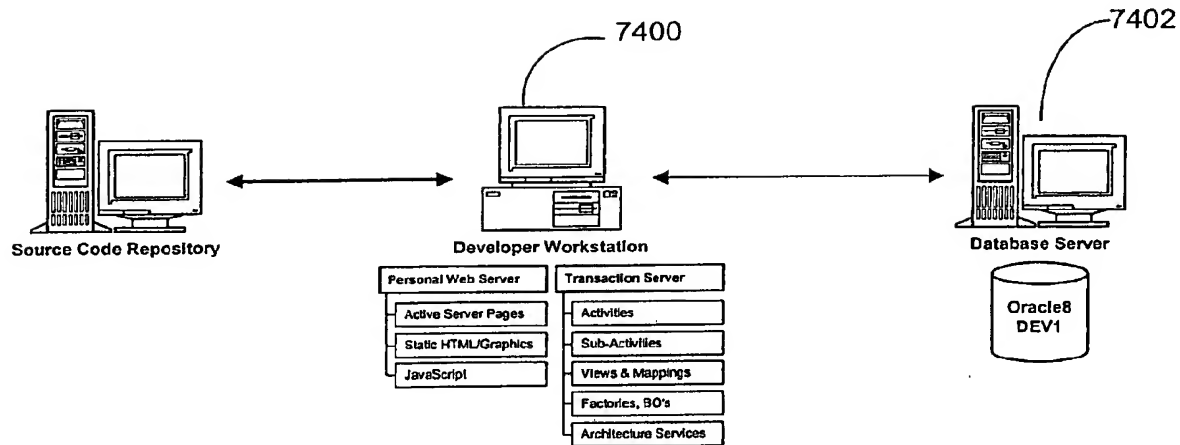 7400
7402
Source Code Repository
Developer Workstation
Database Server
Personal Web Server
Active Server Pages
Static HTML/Graphics
JavaScript
Transaction Server
Activities
Sub-Activities
Views & Mappings
Factories, BO's
Architecture Services
Oracle8
DEV1